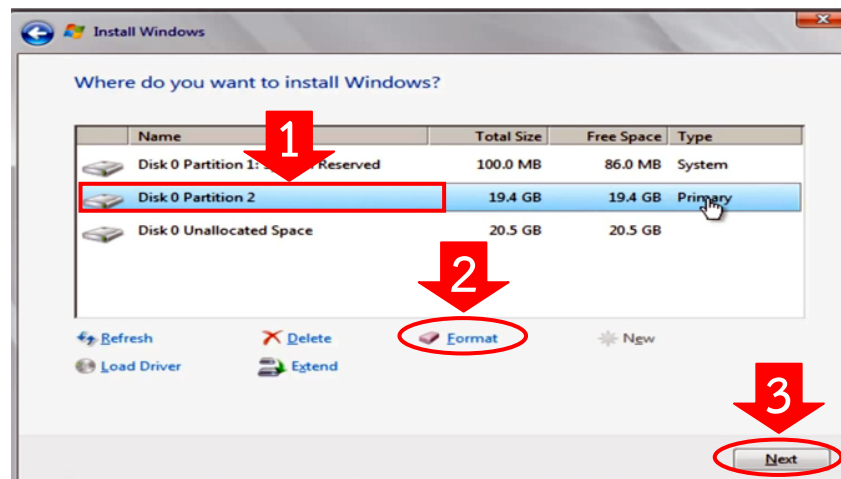 Install Windows
Where do you want to install Windows?
Name Total Size Free Space Type
1
Disk 0 Partition 1: Reserved 100.0 MB 86.0 MB System
Disk 0 Partition 2 19.4 GB 19.4 GB Primary
Disk 0 Unallocated Space 20.5 GB 20.5 GB
2
Refresh Delete Format New
Load Driver Extend
3
Next